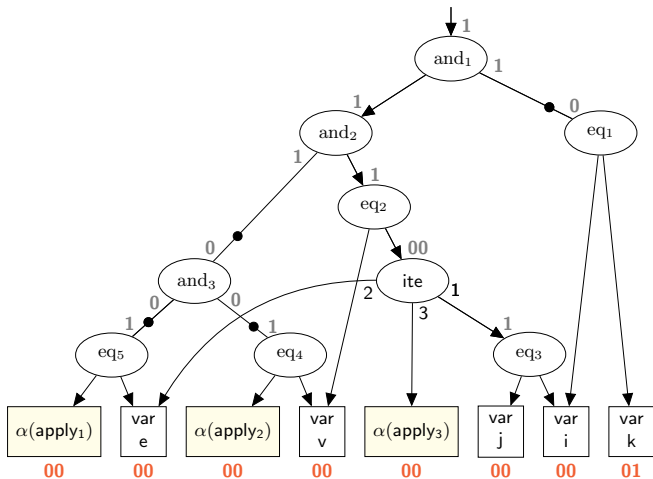 1
and₁
1
1 0
and₂ eq₁
1 1
eq₂
0 00
and₃ ite
2 1
3
0 0
1 1 1
eq₅ eq₄ eq₃
α(apply₁) var e α(apply₂) var v α(apply₃) var j var i var k
00 00 00 00 00 00 00 01